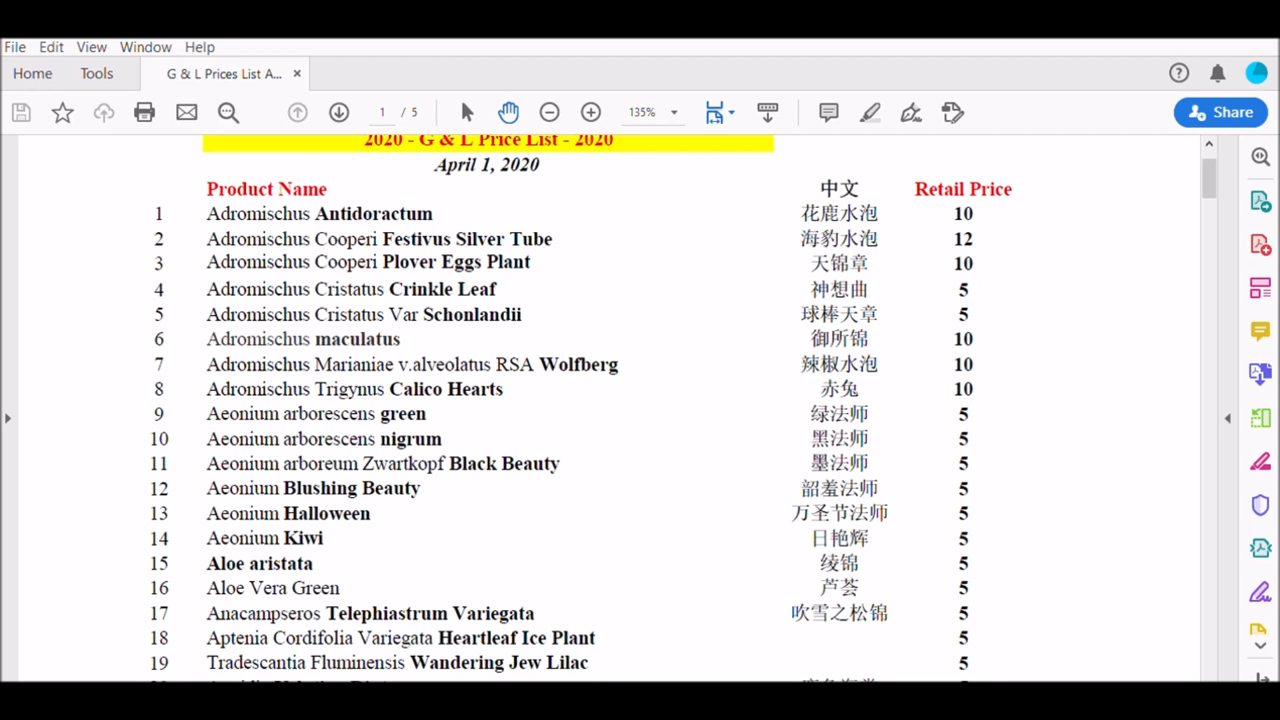 File Edit View Window Help
Home Tools G & L Prices List A... ×
1 / 5 135% Share
2020 - G & L Price List - 2020
April 1, 2020
Product Name 中文 Retail Price
1 Adromischus Antidoractum 花鹿水泡 10
2 Adromischus Cooperi Festivus Silver Tube 海豹水泡 12
3 Adromischus Cooperi Plover Eggs Plant 天锦章 10
4 Adromischus Cristatus Crinkle Leaf 神想曲 5
5 Adromischus Cristatus Var Schonlandii 球棒天章 5
6 Adromischus maculatus 御所锦 10
7 Adromischus Marianiae v.alveolatus RSA Wolfberg 辣椒水泡 10
8 Adromischus Trigynus Calico Hearts 赤兔 10
9 Aeonium arborescens green 绿法师 5
10 Aeonium arborescens nigrum 黑法师 5
11 Aeonium arboreum Zwartkopf Black Beauty 墨法师 5
12 Aeonium Blushing Beauty 韶羞法师 5
13 Aeonium Halloween 万圣节法师 5
14 Aeonium Kiwi 日艳辉 5
15 Aloe aristata 绫锦 5
16 Aloe Vera Green 芦荟 5
17 Anacampseros Telephiastrum Variegata 吹雪之松锦 5
18 Aptenia Cordifolia Variegata Heartleaf Ice Plant 5
19 Tradescantia Fluminensis Wandering Jew Lilac 5